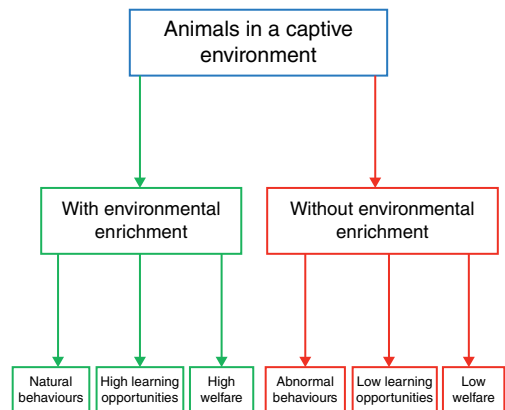 Animals in a captive
environment
With environmental
enrichment
Without environmental
enrichment
Natural
behaviours
High learning
opportunities
High
welfare
Abnormal
behaviours
Low learning
opportunities
Low
welfare